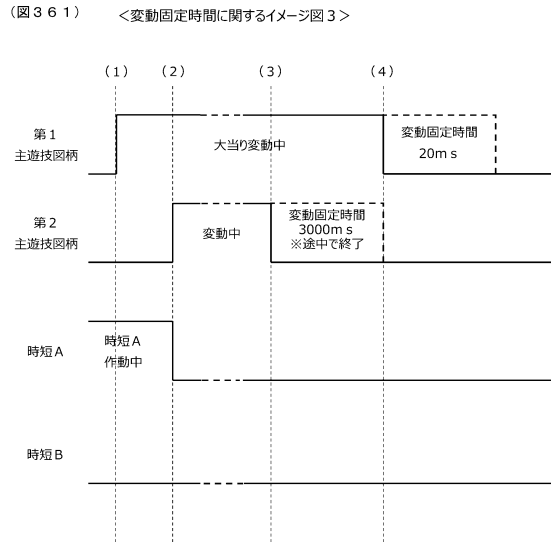 (図361)
<変動固定時間に関するイメージ図3>
(1)
(2)
(3)
(4)
第1
主遊技図柄
大当り変動中
変動固定時間
20ms
第2
主遊技図柄
変動中
変動固定時間
3000ms
※途中で終了
時短A
時短A
作動中
時短B